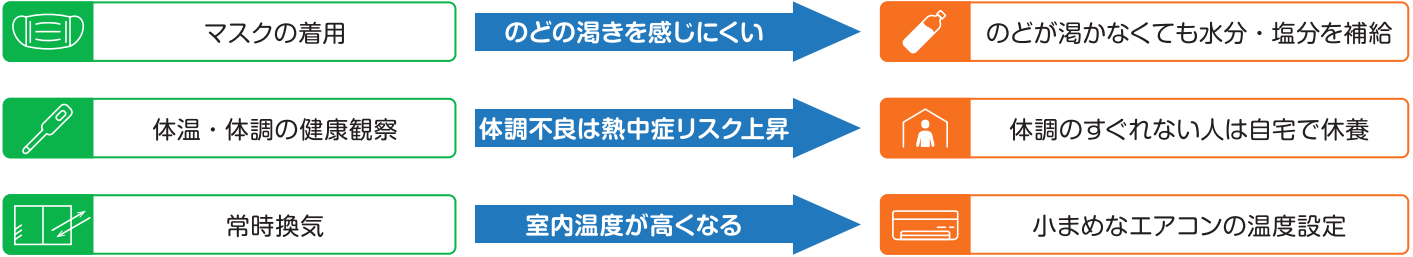 マスクの着用
のどの渇きを感じにくい
のどが渇かなくても水分・塩分を補給
体温・体調の健康観察
体調不良は熱中症リスク上昇
体調のすぐれない人は自宅で休養
常時換気
室内温度が高くなる
小まめなエアコンの温度設定